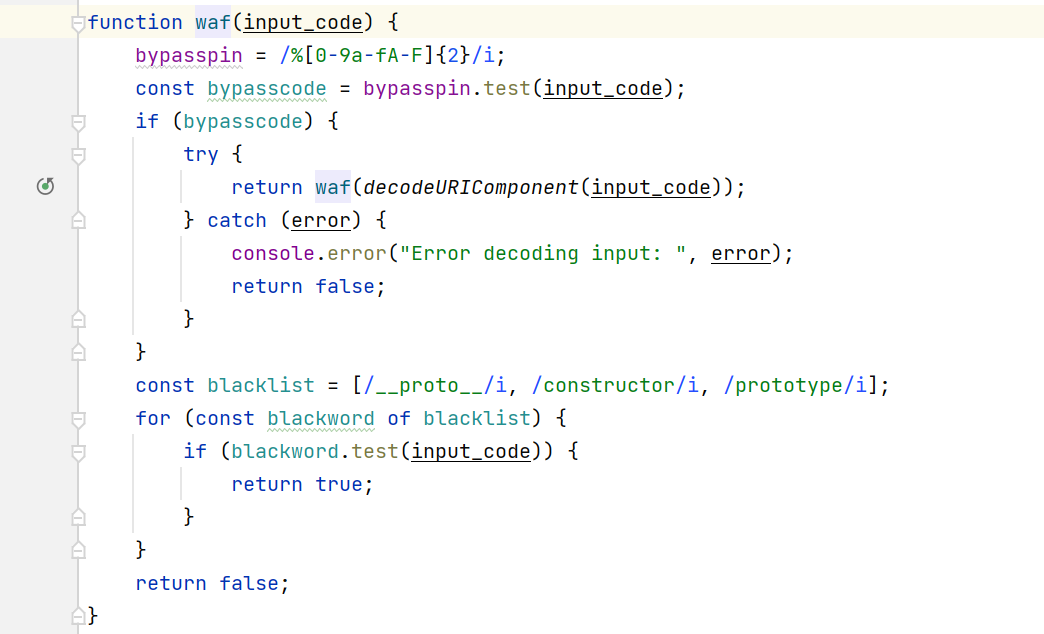 function waf(input_code) {
    bypasspin = /%[0-9a-fA-F]{2}/i;
    const bypasscode = bypasspin.test(input_code);
    if (bypasscode) {
        try {
            return waf(decodeURIComponent(input_code));
        } catch (error) {
            console.error("Error decoding input: ", error);
            return false;
        }
    }
    const blacklist = [/__proto__/i, /constructor/i, /prototype/i];
    for (const blackword of blacklist) {
        if (blackword.test(input_code)) {
            return true;
        }
    }
    return false;
}